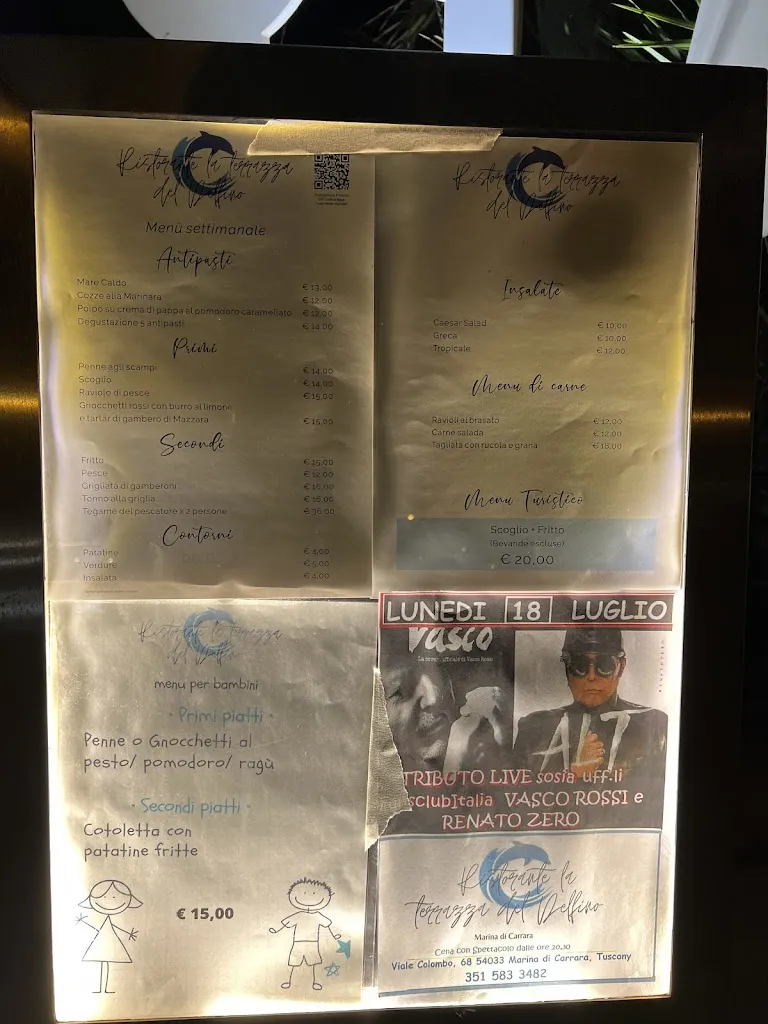 Ristorante la terrazza
del Delfino
Menù settimanale
Antipasti
Mare Caldo € 13,00
Cozze alla Marinara € 12,00
Polpo su crema di pappa al pomodoro caramellato € 12,00
Degustazione 5 antipasti € 14,00
Primi
Penne agli scampi € 14,00
Scoglio € 14,00
Raviolo di pesce € 15,00
Gnocchetti rossi con burro al limone
e tartar di gambero di Mazzara € 15,00
Secondi
Fritto € 15,00
Pesce € 12,00
Grigliata di gamberoni € 16,00
Tonno alla griglia € 16,00
Tegame del pescatore x 2 persone € 36,00
Contorni
Patatine € 4,00
Verdure € 5,00
Insalata € 4,00
Ristorante la Terrazza
del Delfino
Insalate
Caesar Salad € 10,00
Greca € 10,00
Tropicale € 12,00
Menu di carne
Ravioli al brasato € 12,00
Carne salada € 12,00
Tagliata con rucola e grana € 18,00
Menu Turistico
Scoglio + Fritto
(Bevande escluse)
€ 20,00
Ristorante la terrazza
del Delfino
menu per bambini
• Primi piatti •
Penne o Gnocchetti al
pesto/ pomodoro/ ragù
• Secondi piatti •
Cotoletta con
patatine fritte
€ 15,00
LUNEDI 18 LUGLIO
vasco
ALT
TRIBUTO LIVE sosia uff.li
sclubItalia VASCO ROSSI e
RENATO ZERO
Ristorante la
terrazza del Delfino
Marina di Carrara
Cena con Spettacolo dalle ore 20,30
Viale Colombo, 68 54033 Marina di Carrara, Tuscony
351 583 3482